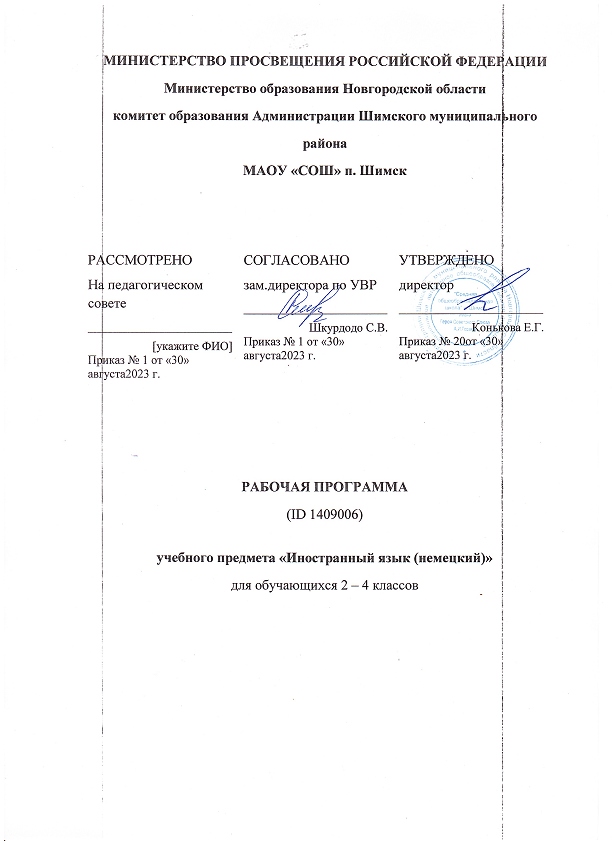 МИНИСТЕРСТВО ПРОСВЕЩЕНИЯ РОССИЙСКОЙ ФЕДЕРАЦИИ
Министерство образования Новгородской области
комитет образования Администрации Шимского муниципального
района
МАОУ «СОШ» п. Шимск
РАССМОТРЕНО
На педагогическом
совете
[укажите ФИО]
Приказ № 1 от «30»
августа2023 г.
СОГЛАСОВАНО
зам.директора по УВР
Шкурдодо С.В.
Приказ № 1 от «30»
августа2023 г.
УТВЕРЖДЕНО
директор
Конькова Е.Г.
Приказ № 20от «30»
августа2023 г.
РАБОЧАЯ ПРОГРАММА
(ID 1409006)
учебного предмета «Иностранный язык (немецкий)»
для обучающихся 2 – 4 классов